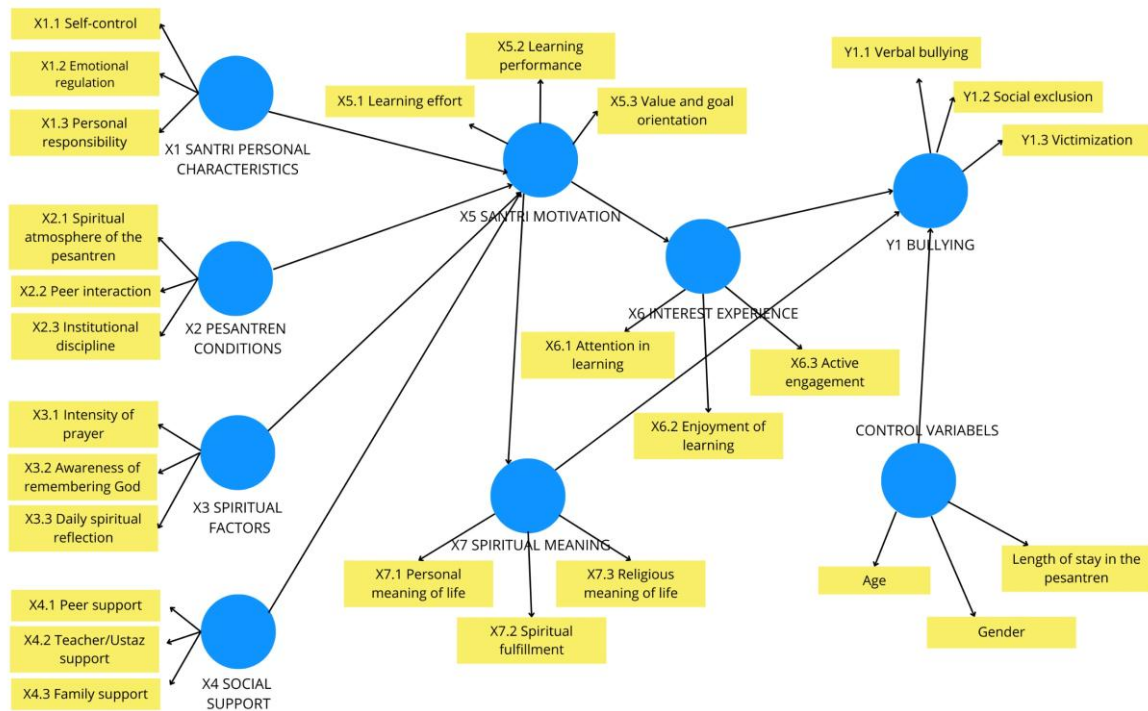 X1.1 Self-control
X1.2 Emotional
regulation
X1.3 Personal
responsibility
X1 SANTRI PERSONAL
CHARACTERISTICS
X2.1 Spiritual
atmosphere of the
pesantren
X2.2 Peer interaction
X2.3 Institutional
discipline
X2 PESANTREN
CONDITIONS
X3.1 Intensity of
prayer
X3.2 Awareness of
remembering God
X3.3 Daily spiritual
reflection
X3 SPIRITUAL
FACTORS
X4.1 Peer support
X4.2 Teacher/Ustaz
support
X4.3 Family support
X4 SOCIAL
SUPPORT
X5.1 Learning effort
X5.2 Learning
performance
X5.3 Value and goal
orientation
X5 SANTRI MOTIVATION
X6 INTEREST EXPERIENCE
X6.1 Attention in
learning
X6.2 Enjoyment of
learning
X6.3 Active
engagement
X7 SPIRITUAL MEANING
X7.1 Personal
meaning of life
X7.2 Spiritual
fulfillment
X7.3 Religious
meaning of life
Y1.1 Verbal bullying
Y1.2 Social exclusion
Y1.3 Victimization
Y1 BULLYING
CONTROL VARIABELS
Age
Gender
Length of stay in the
pesantren